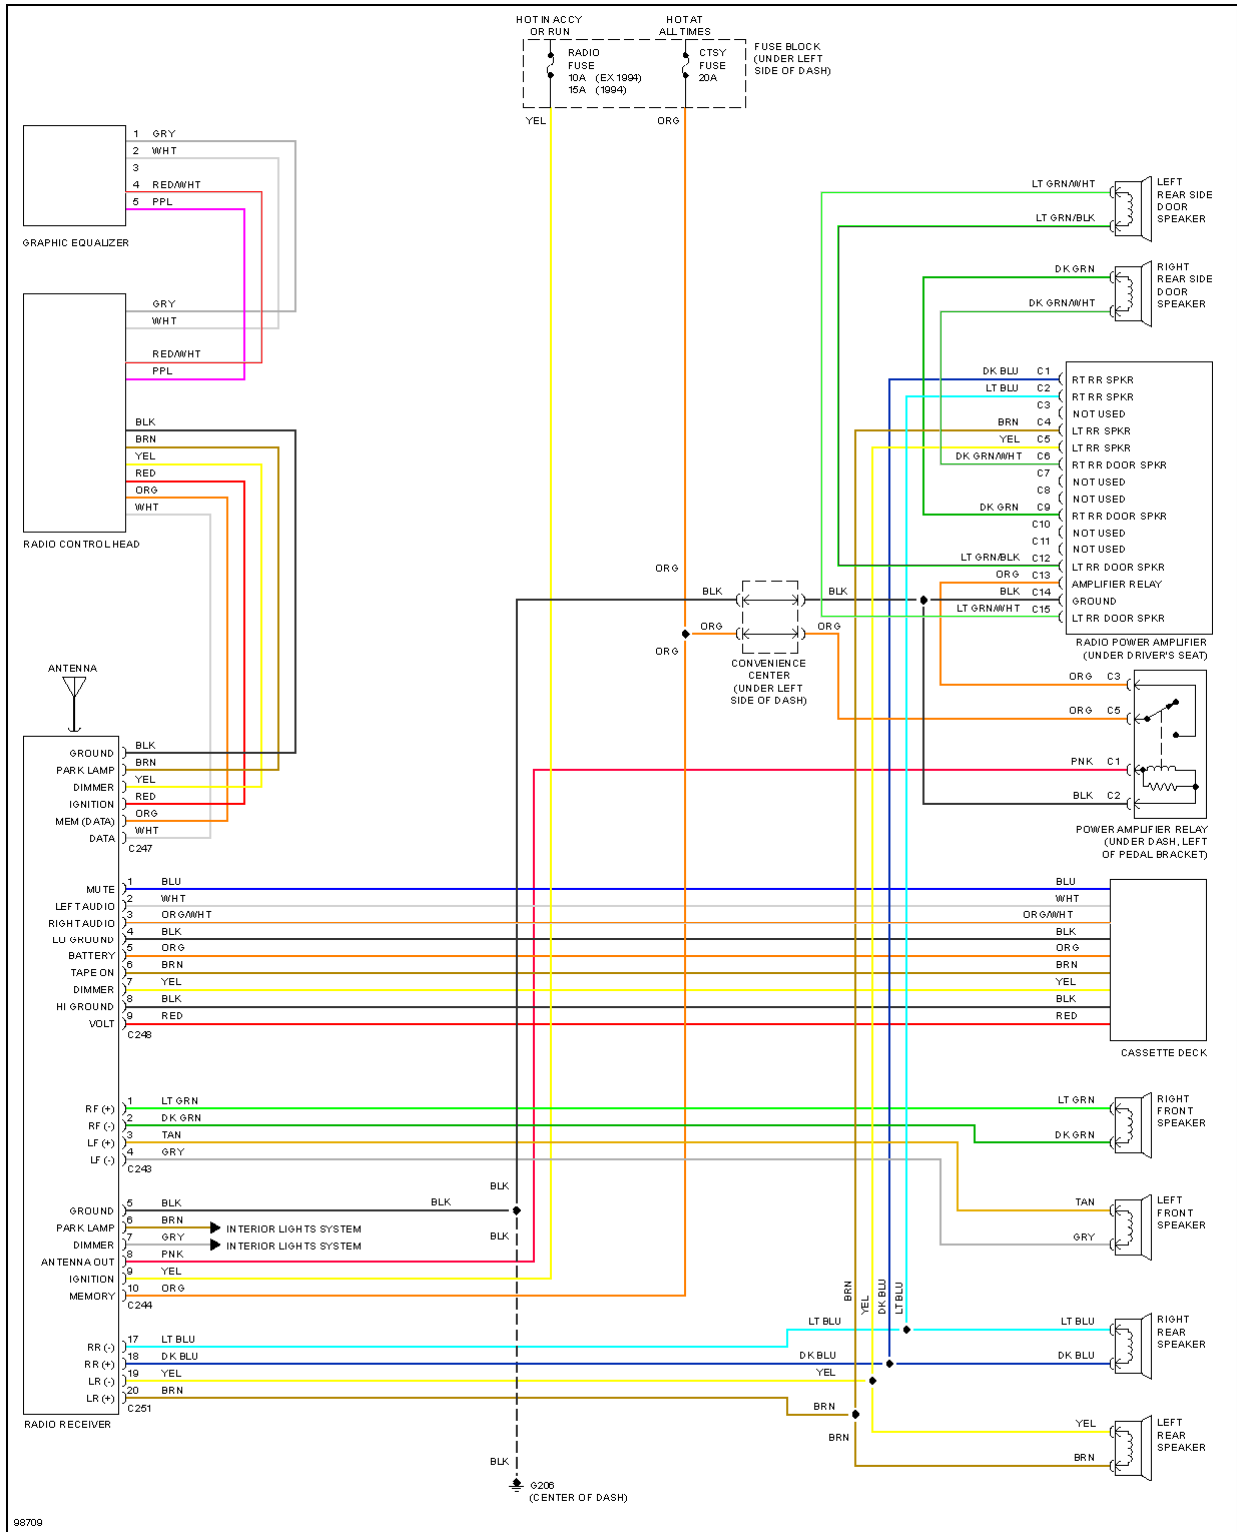 HOT IN ACCY
OR RUN
HOT AT
ALL TIMES
RADIO
FUSE
10A (EX 1994)
15A (1994)
CTSY
FUSE
20A
FUSE BLOCK
(UNDER LEFT
SIDE OF DASH)
YEL
ORG
1 GRY
2 WHT
3
4 RED/WHT
5 PPL
GRAPHIC EQUALIZER
GRY
WHT
RED/WHT
PPL
BLK
BRN
YEL
RED
ORG
WHT
RADIO CONTROL HEAD
LT GRN/WHT
LT GRN/BLK
LEFT
REAR SIDE
DOOR
SPEAKER
DK GRN
DK GRN/WHT
RIGHT
REAR SIDE
DOOR
SPEAKER
DK BLU C1 RT RR SPKR
LT BLU C2 RT RR SPKR
C3 NOT USED
BRN C4 LT RR SPKR
YEL C5 LT RR SPKR
DK GRN/WHT C6 RT RR DOOR SPKR
C7 NOT USED
C8 NOT USED
DK GRN C9 RT RR DOOR SPKR
C10 NOT USED
C11 NOT USED
LT GRN/BLK C12 LT RR DOOR SPKR
ORG C13 AMPLIFIER RELAY
BLK C14 GROUND
LT GRN/WHT C15 LT RR DOOR SPKR
RADIO POWER AMPLIFIER
(UNDER DRIVER'S SEAT)
ORG
BLK
BLK
ORG
ORG
ORG
CONVENIENCE
CENTER
(UNDER LEFT
SIDE OF DASH)
ORG C3
ORG C5
PNK C1
BLK C2
POWER AMPLIFIER RELAY
(UNDER DASH, LEFT
OF PEDAL BRACKET)
ANTENNA
GROUND BLK
PARK LAMP BRN
DIMMER YEL
IGNITION RED
MEM (DATA) ORG
DATA WHT
C247
MUTE 1 BLU BLU
LEFT AUDIO 2 WHT WHT
RIGHT AUDIO 3 ORG/WHT ORG/WHT
LO GROUND 4 BLK BLK
BATTERY 5 ORG ORG
TAPE ON 6 BRN BRN
DIMMER 7 YEL YEL
HI GROUND 8 BLK BLK
VOLT 9 RED RED
C248
CASSETTE DECK
RF (+) 1 LT GRN LT GRN
RF (-) 2 DK GRN DK GRN
RIGHT
FRONT
SPEAKER
LF (+) 3 TAN
LF (-) 4 GRY
C243
BLK
GROUND 5 BLK BLK
PARK LAMP 6 BRN INTERIOR LIGHTS SYSTEM
DIMMER 7 GRY INTERIOR LIGHTS SYSTEM
BLK
ANTENNA OUT 8 PNK
IGNITION 9 YEL
MEMORY 10 ORG
C244
TAN
GRY
LEFT
FRONT
SPEAKER
BRN
YEL
DK BLU
LT BLU
RR (-) 17 LT BLU LT BLU LT BLU
RR (+) 18 DK BLU DK BLU DK BLU
RIGHT
REAR
SPEAKER
LR (-) 19 YEL YEL
LR (+) 20 BRN BRN
C251
RADIO RECEIVER
BRN
YEL
BRN
LEFT
REAR
SPEAKER
BLK
G206
(CENTER OF DASH)
98709